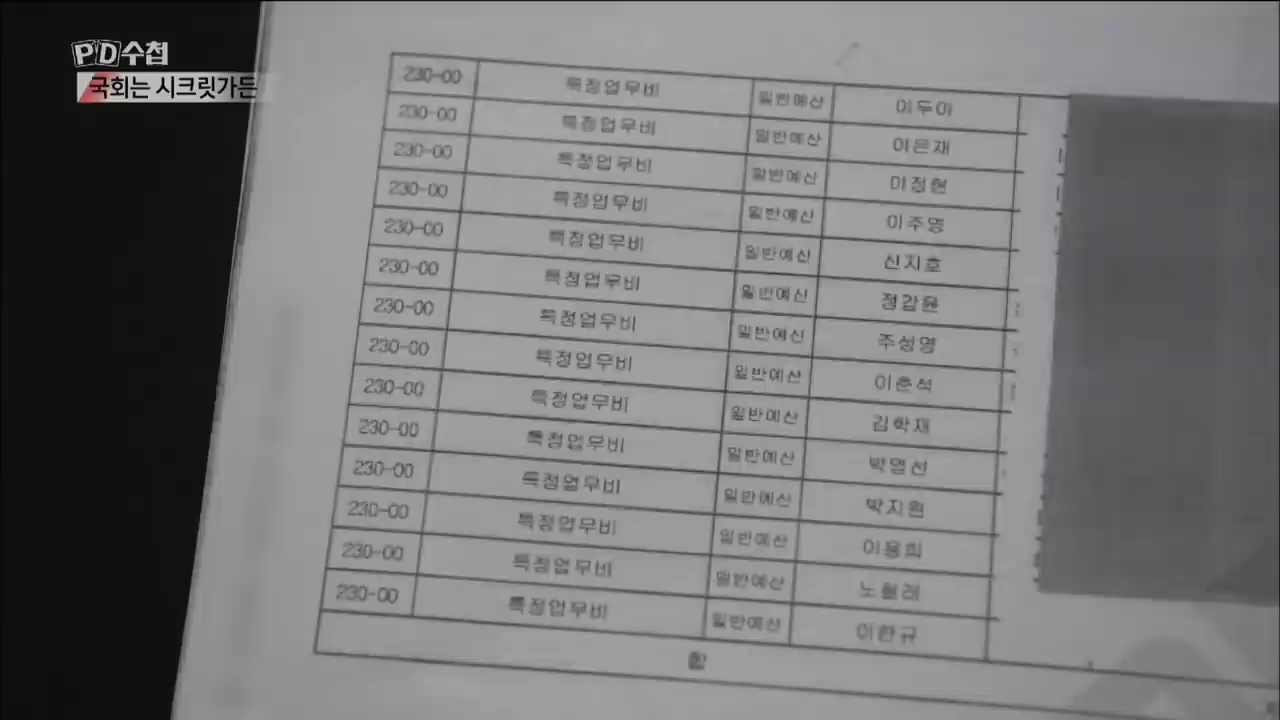 PD수첩
국회는 시크릿가든
230-00 특정업무비 일반예산 이두아
230-00 특정업무비 일반예산 이은재
230-00 특정업무비 일반예산 이정현
230-00 특정업무비 일반예산 이주영
230-00 특정업무비 일반예산 신지호
230-00 특정업무비 일반예산 정갑윤
230-00 특정업무비 일반예산 주성영
230-00 특정업무비 일반예산 이춘석
230-00 특정업무비 일반예산 김학재
230-00 특정업무비 일반예산 박영선
230-00 특정업무비 일반예산 박지원
230-00 특정업무비 일반예산 이용희
230-00 특정업무비 일반예산 노철래
230-00 특정업무비 일반예산 이한규
합